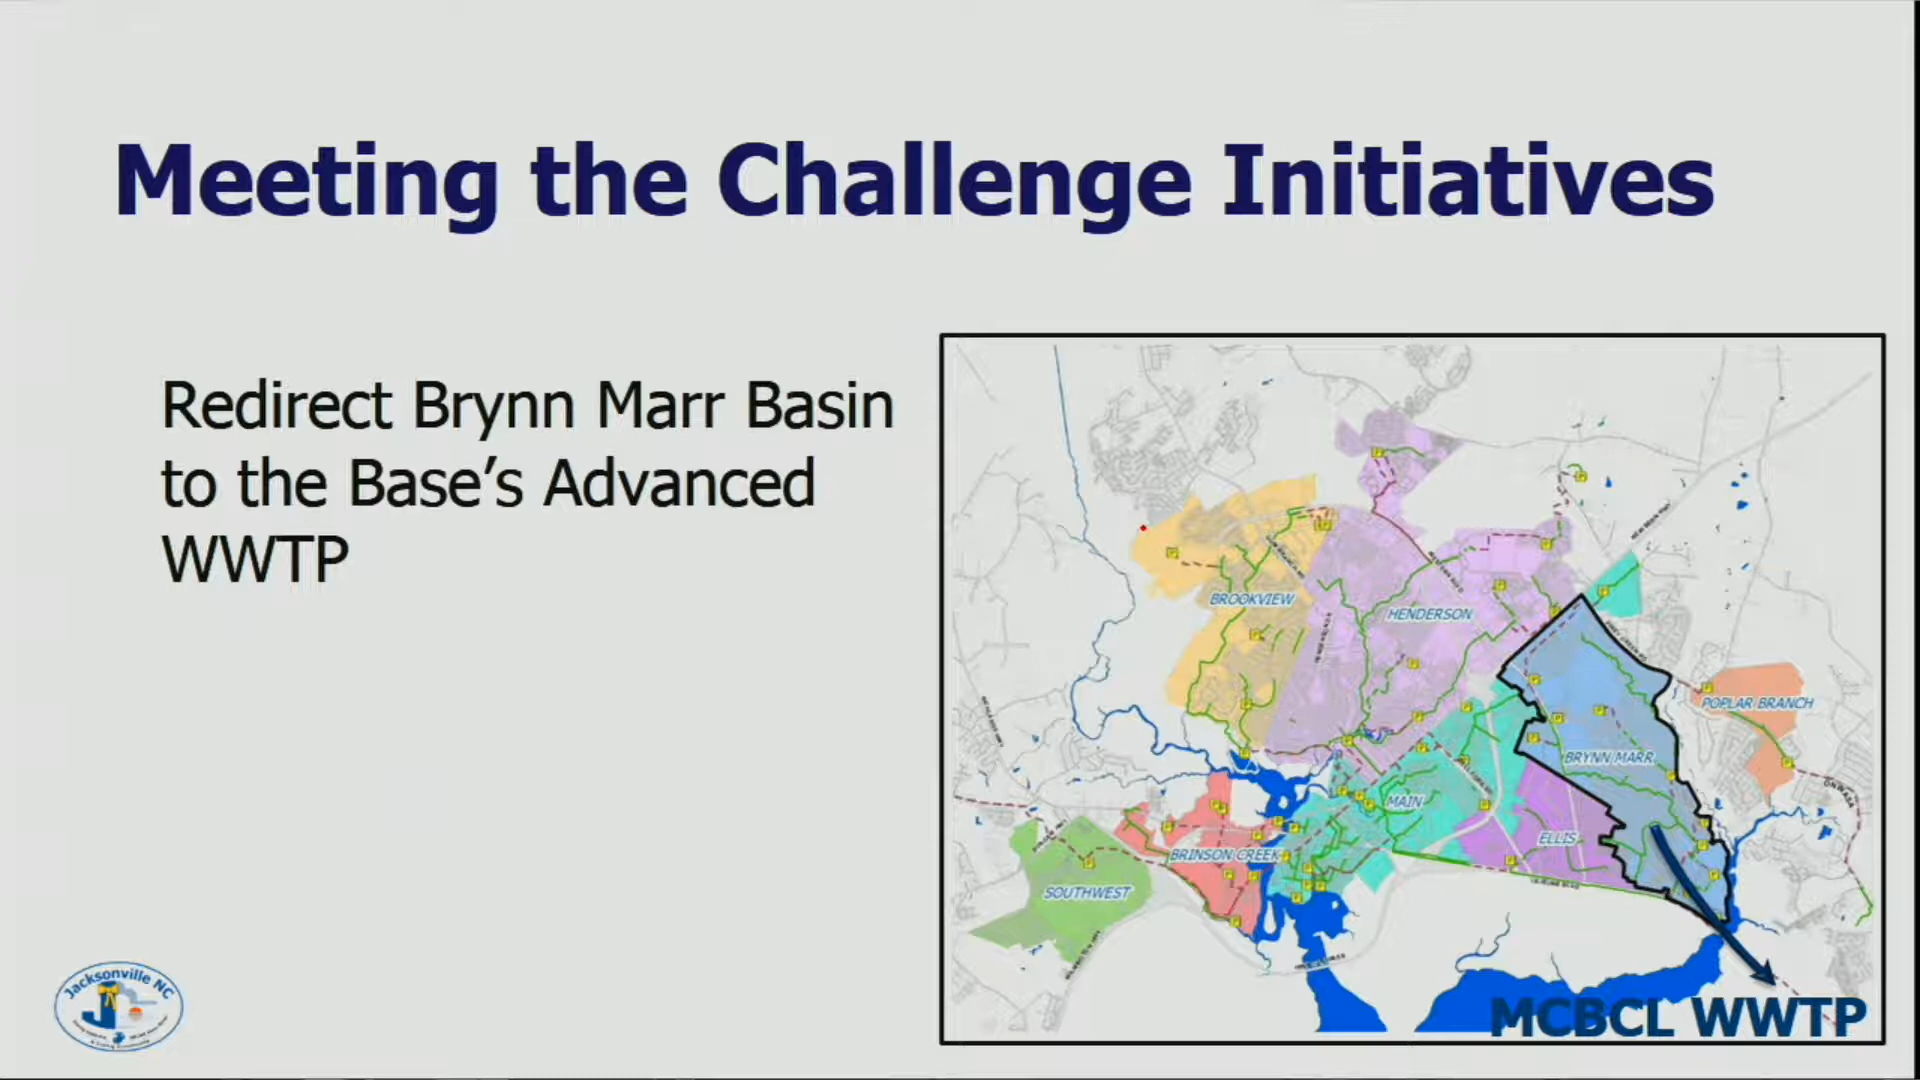 Meeting the Challenge Initiatives
Redirect Brynn Marr Basin
to the Base's Advanced
WWTP
BROOKVIEW
HENDERSON
POPLAR BRANCH
BRYNN MARR
MAIN
ELLIS
BRINSON CREEK
SOUTHWEST
ONWASA
MCBCL WWTP
Jacksonville NC